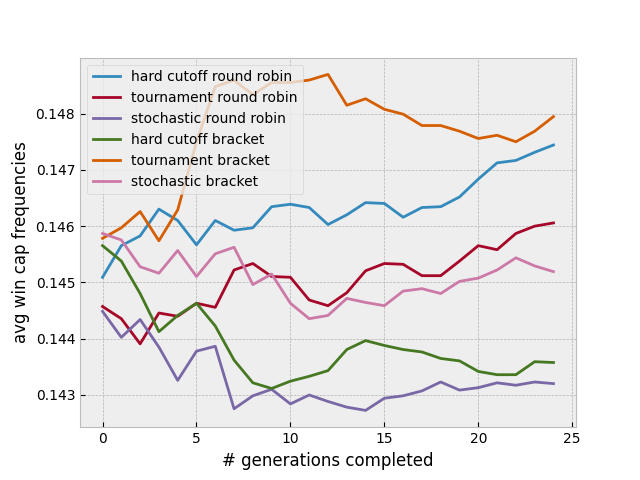 hard cutoff round robin
tournament round robin
stochastic round robin
hard cutoff bracket
tournament bracket
stochastic bracket
0.148
0.147
0.146
0.145
0.144
0.143
avg win cap frequencies
0 5 10 15 20 25
# generations completed